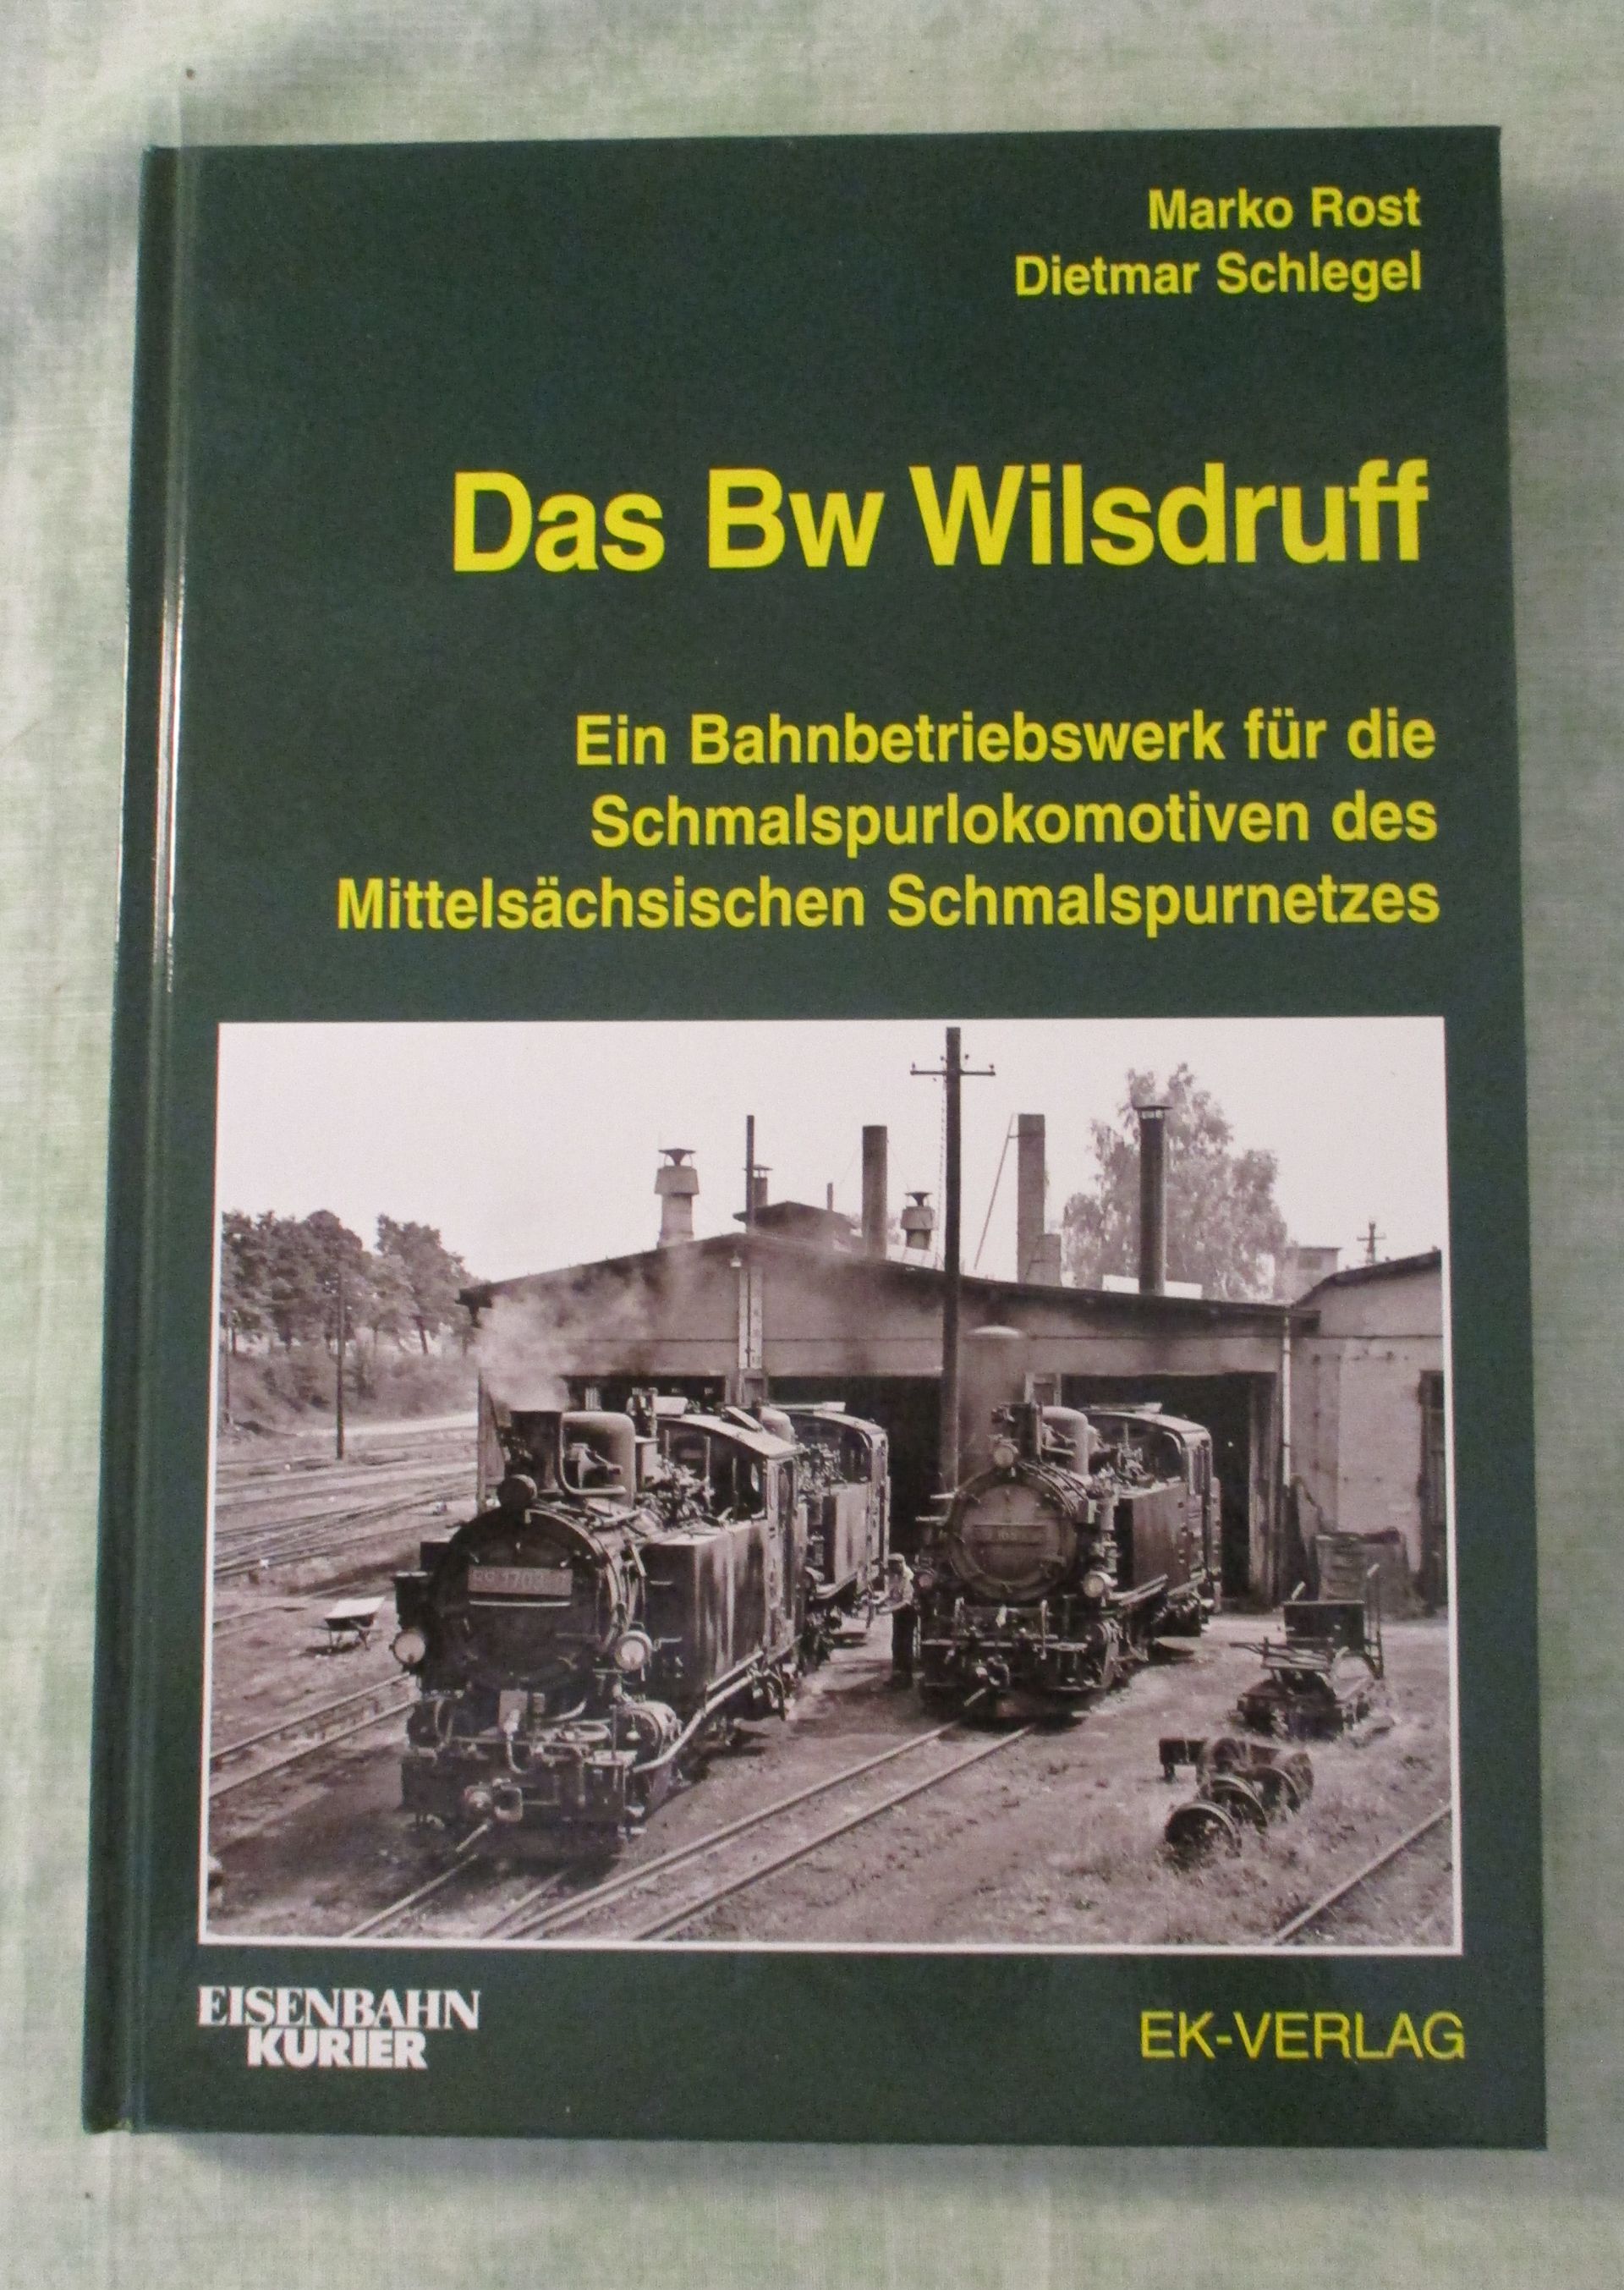 Marko Rost
Dietmar Schlegel
Das Bw Wilsdruff
Ein Bahnbetriebswerk für die
Schmalspurlokomotiven des
Mittelsächsischen Schmalspurnetzes
EISENBAHN
KURIER
EK-VERLAG